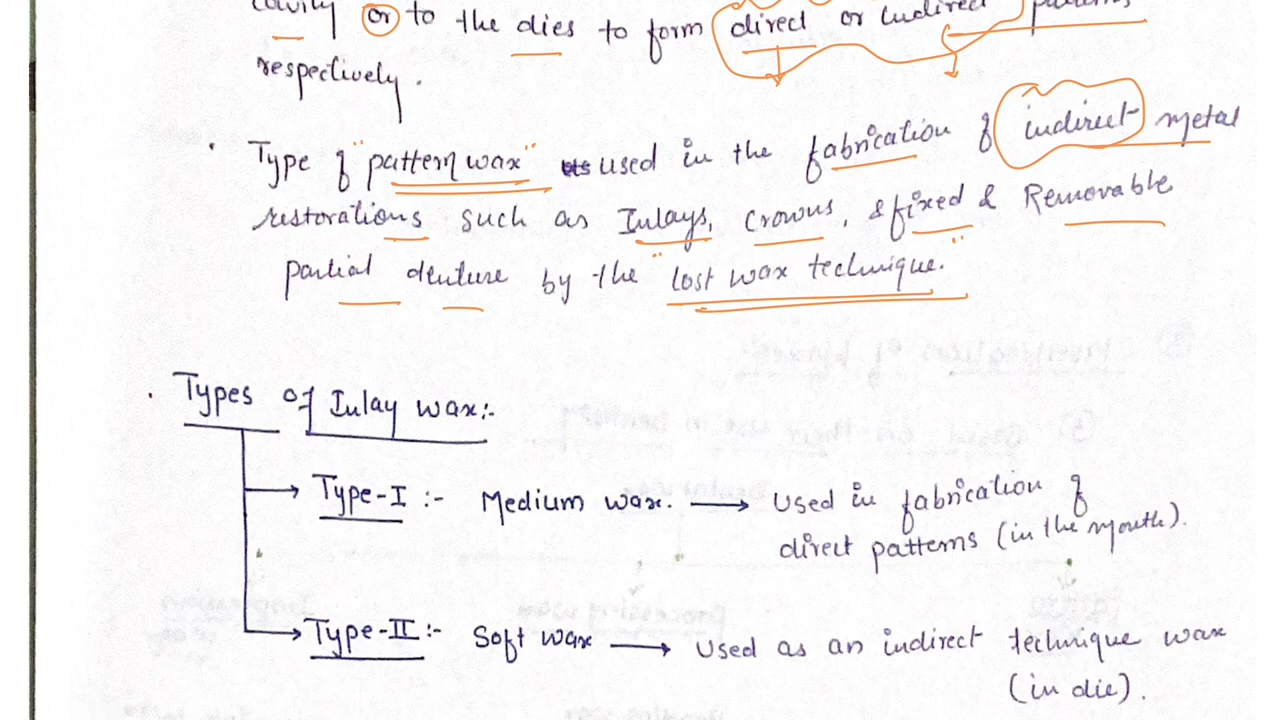 cavity or to the dies to form direct or Indirect patterns
respectively.
• Type of "pattern wax" used in the fabrication of indirect metal
restorations such as Inlays, Crowns, & fixed & Removable
partial denture by the "lost wax technique."
• Types of Inlay wax:-
Type-I :- Medium wax. → Used in fabrication of
direct patterns (in the mouth).
Type-II :- Soft wax → Used as an indirect technique wax
(in die).